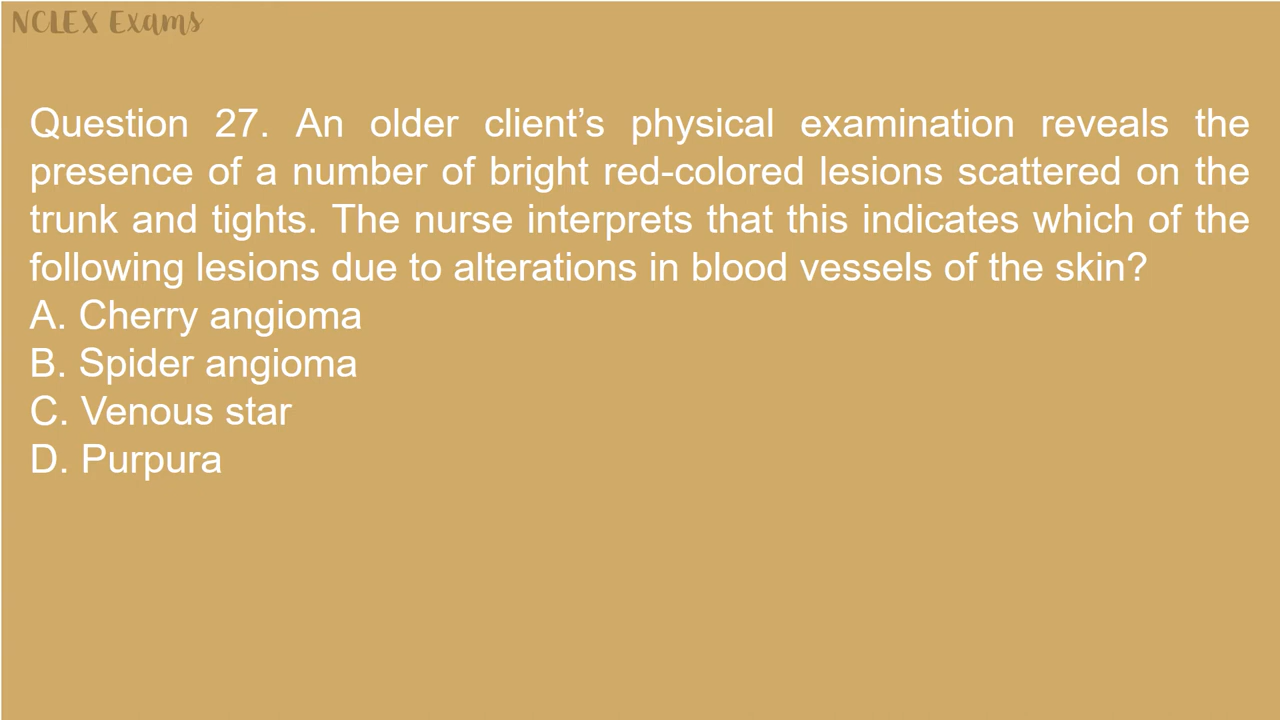 NCLEX Exams
Question 27. An older client’s physical examination reveals the
presence of a number of bright red-colored lesions scattered on the
trunk and tights. The nurse interprets that this indicates which of the
following lesions due to alterations in blood vessels of the skin?
A. Cherry angioma
B. Spider angioma
C. Venous star
D. Purpura